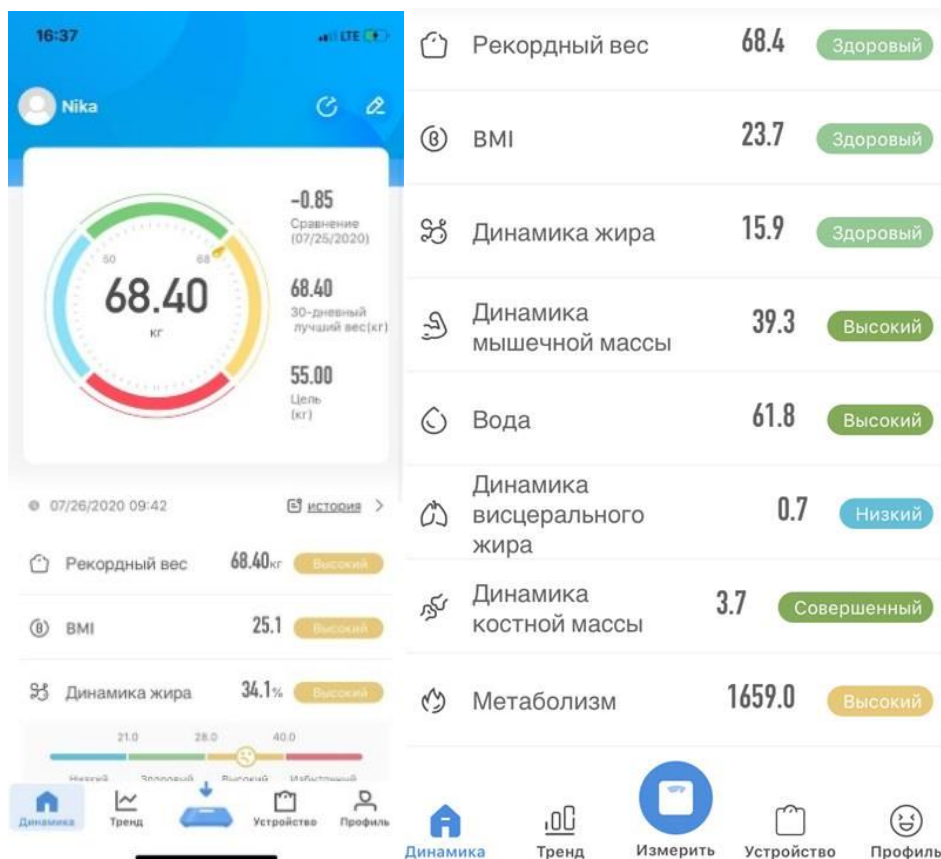 16:37
LTE
Nika
-0.85
Сравнение
(07/25/2020)
50
68
68.40
кг
68.40
30-дневный
лучший вес(кг)
55.00
Цель
(кг)
07/26/2020 09:42
история >
Рекордный вес 68.40кг Высокий
BMI 25.1 Высокий
Динамика жира 34.1% Высокий
21.0 28.0 40.0
Низкий Здоровый Высокий Избыточный
Динамика Тренд Устройство Профиль
Рекордный вес 68.4 Здоровый
BMI 23.7 Здоровый
Динамика жира 15.9 Здоровый
Динамика
мышечной массы 39.3 Высокий
Вода 61.8 Высокий
Динамика
висцерального 0.7 Низкий
жира
Динамика
костной массы 3.7 Совершенный
Метаболизм 1659.0 Высокий
Динамика Тренд Измерить Устройство Профиль